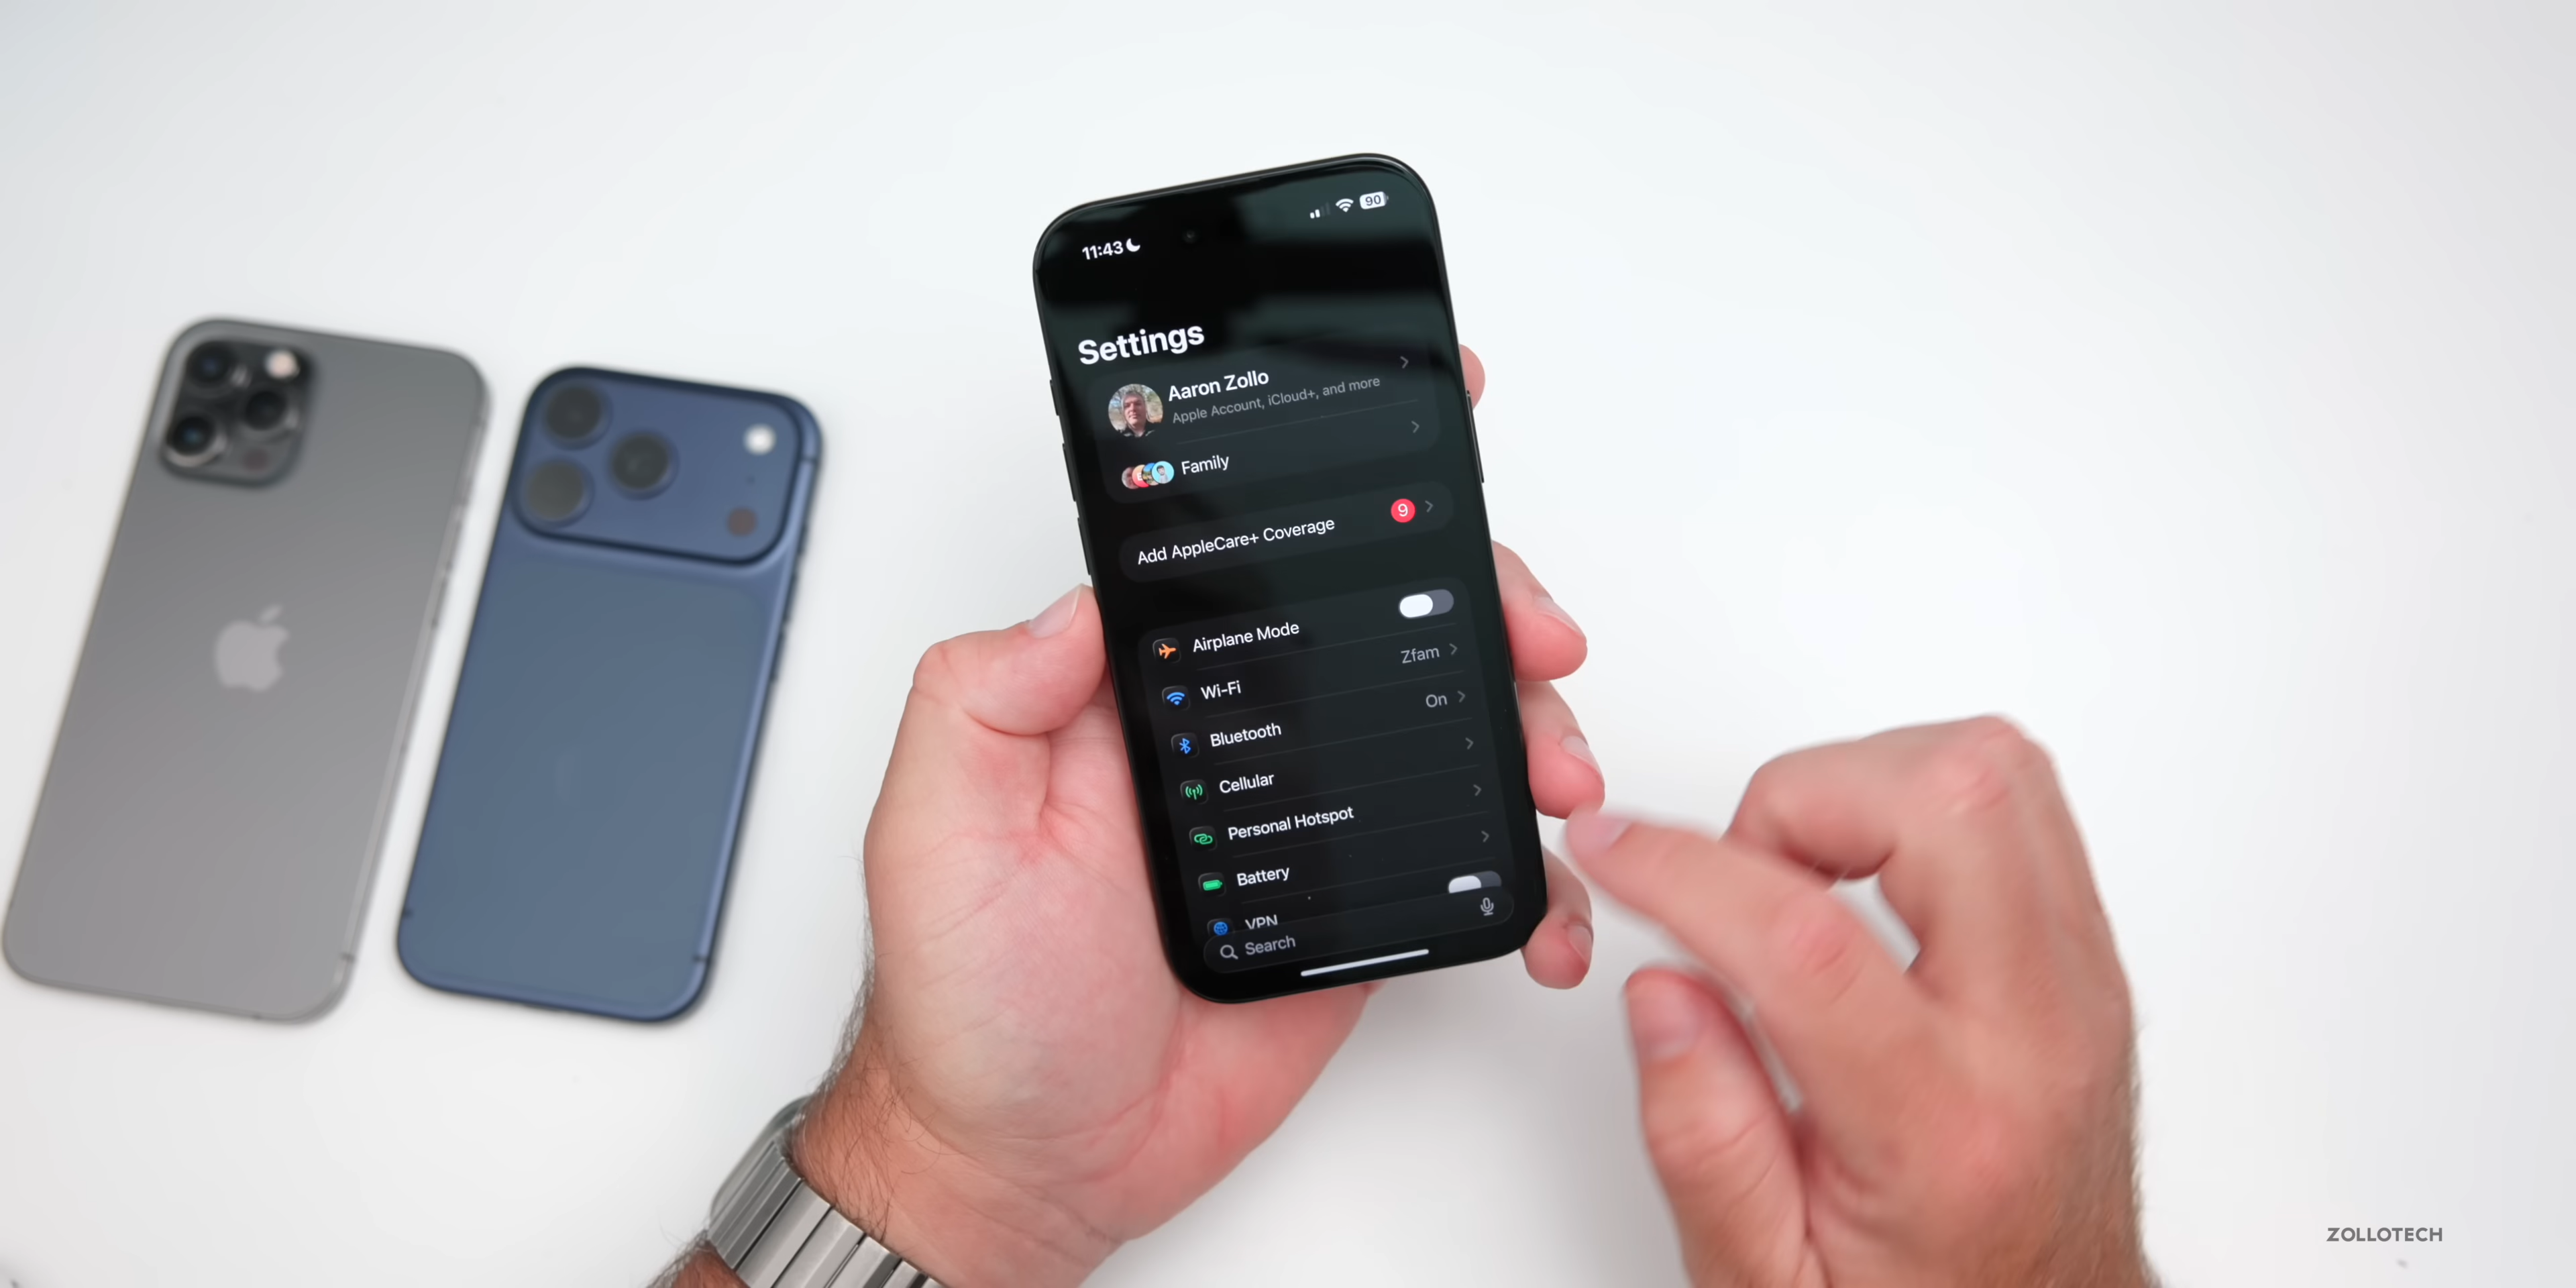 11:43
90
Settings
Aaron Zollo
Apple Account, iCloud+, and more
Family
Add AppleCare+ Coverage
9
Airplane Mode
Wi-Fi
Zfam
Bluetooth
On
Cellular
Personal Hotspot
Battery
VPN
Search
ZOLLOTECH